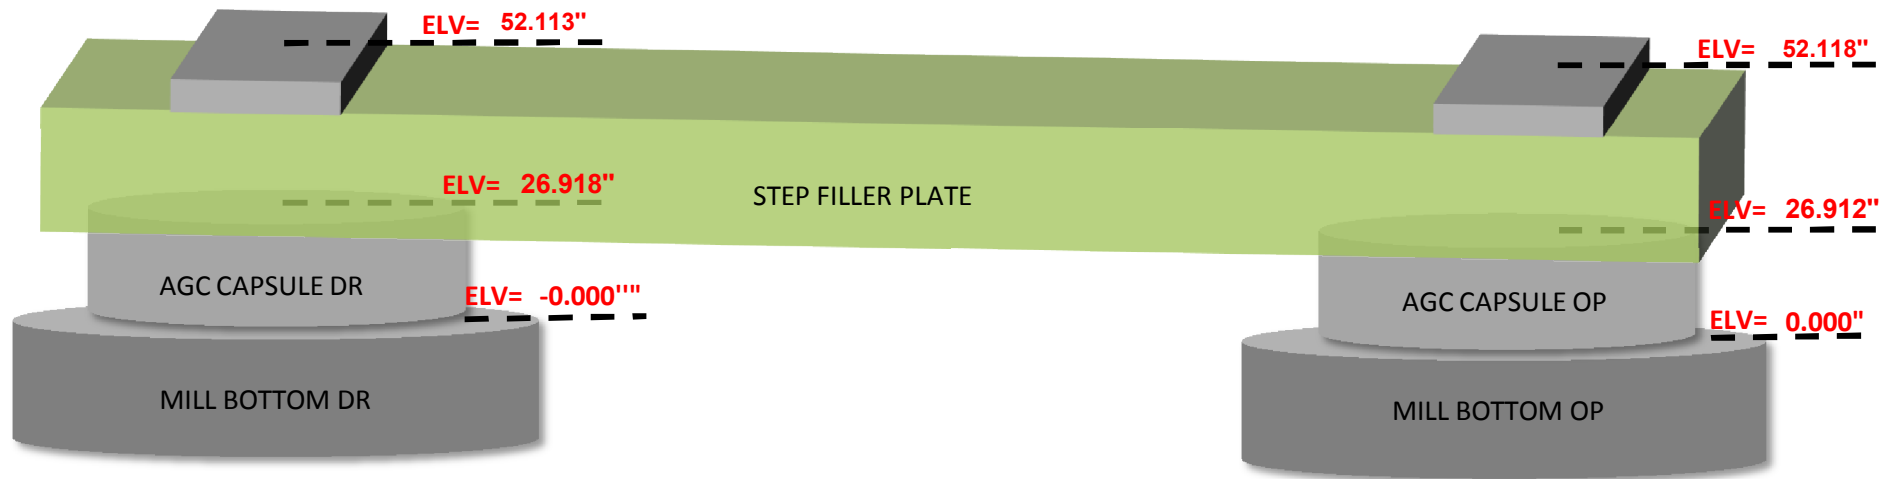 ELV= 52.113"
ELV= 52.118"
ELV= 26.918"
STEP FILLER PLATE
ELV= 26.912"
AGC CAPSULE DR
ELV= -0.000'""
AGC CAPSULE OP
ELV= 0.000"
MILL BOTTOM DR
MILL BOTTOM OP